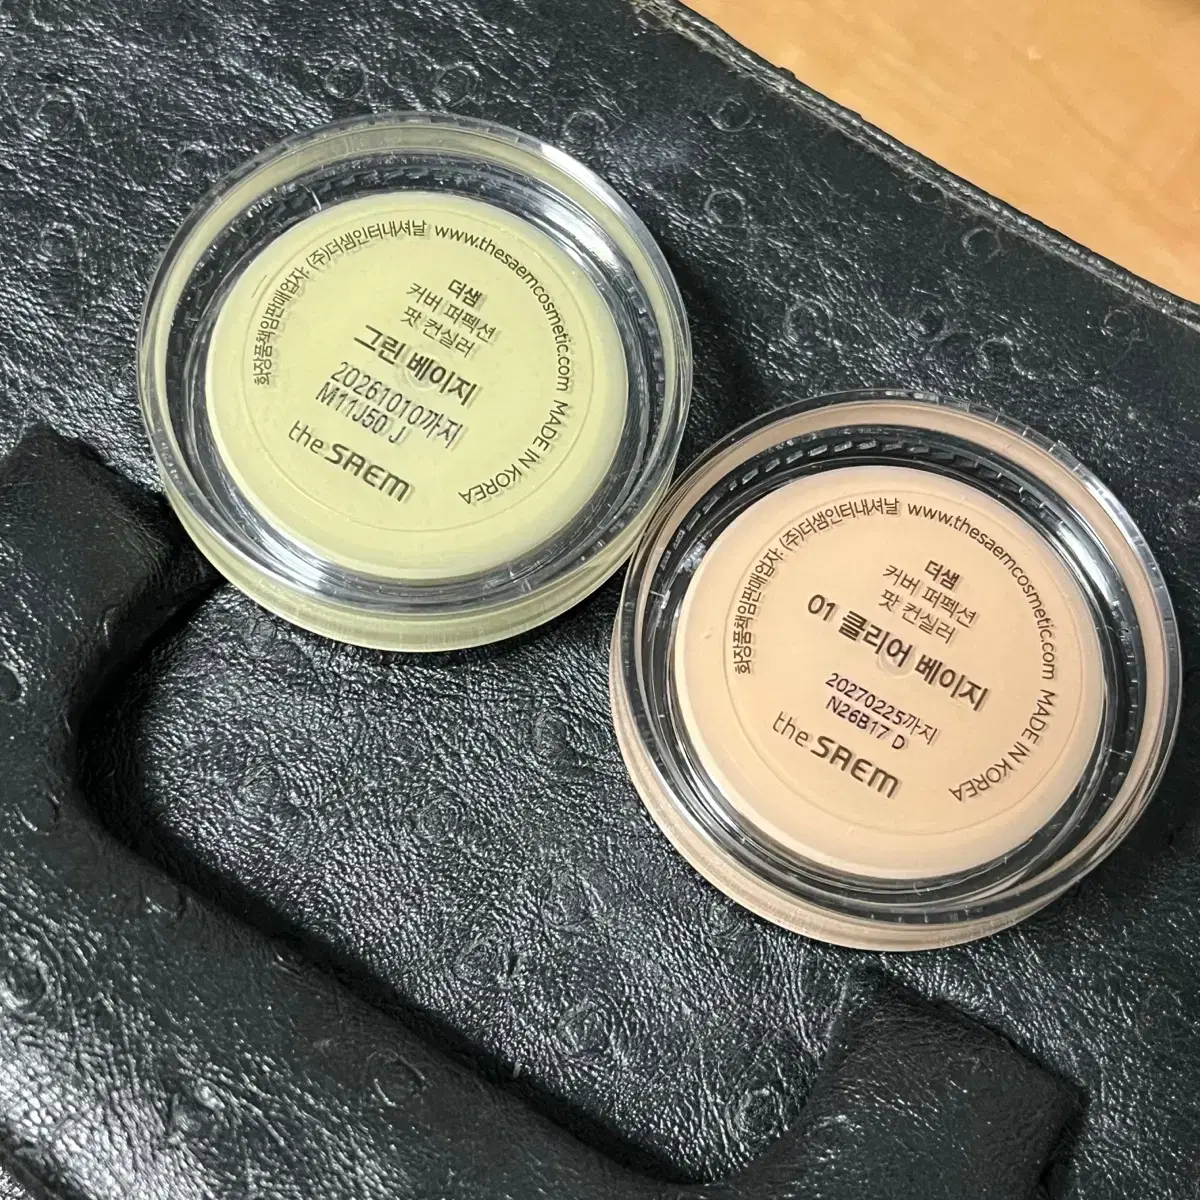 화장품책임판매업자: (주)더샘인터내셔날 www.thesaemcosmetic.com MADE IN KOREA
더샘
커버 퍼펙션
팟 컨실러
그린 베이지
20261010까지
M11J50 J
the SAEM
화장품책임판매업자: (주)더샘인터내셔날 www.thesaemcosmetic.com MADE IN KOREA
더샘
커버 퍼펙션
팟 컨실러
01 클리어 베이지
20270225까지
N26B17 D
the SAEM